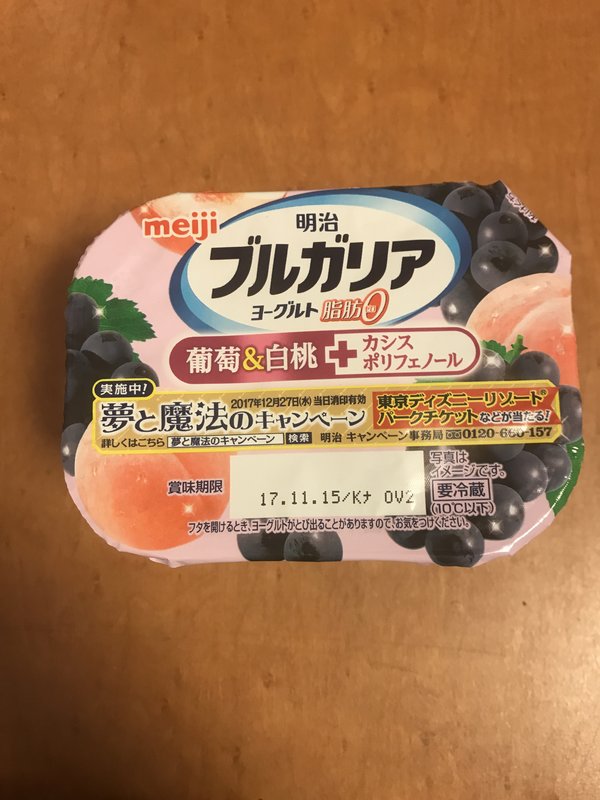 meiji
明治
ブルガリア
ヨーグルト 脂肪0
葡萄&白桃+カシスポリフェノール
実施中!
夢と魔法のキャンペーン
2017年12月27日(水)当日消印有効
東京ディズニーリゾート®
パークチケットなどが当たる!
詳しくはこちら 夢と魔法のキャンペーン 検索 明治 キャンペーン事務局 0120-660-157
賞味期限
17.11.15/Kナ OV2
写真は
イメージです。
要冷蔵
(10℃以下)
フタを開けるとき、ヨーグルトがとび出ることがありますので、お気をつけください。